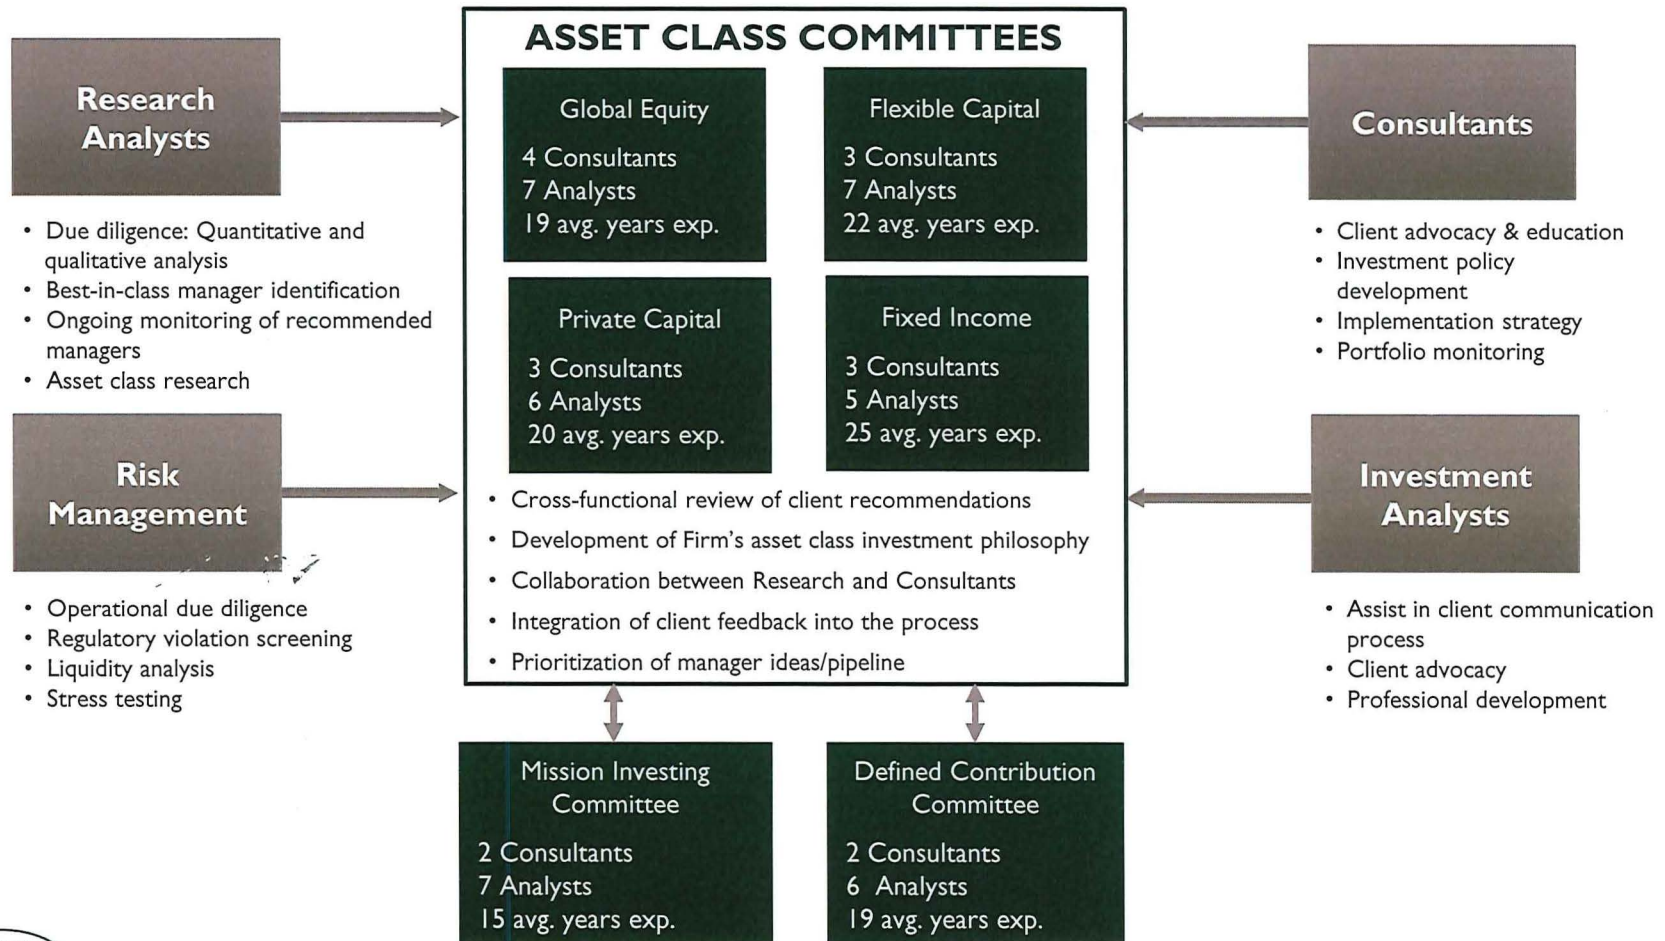 ASSET CLASS COMMITTEES
Research
Analysts
• Due diligence: Quantitative and
qualitative analysis
• Best-in-class manager identification
• Ongoing monitoring of recommended
managers
• Asset class research
Risk
Management
• Operational due diligence
• Regulatory violation screening
• Liquidity analysis
• Stress testing
Global Equity
4 Consultants
7 Analysts
19 avg. years exp.
Flexible Capital
3 Consultants
7 Analysts
22 avg. years exp.
Private Capital
3 Consultants
6 Analysts
20 avg. years exp.
Fixed Income
3 Consultants
5 Analysts
25 avg. years exp.
• Cross-functional review of client recommendations
• Development of Firm's asset class investment philosophy
• Collaboration between Research and Consultants
• Integration of client feedback into the process
• Prioritization of manager ideas/pipeline
Consultants
• Client advocacy & education
• Investment policy
development
• Implementation strategy
• Portfolio monitoring
Investment
Analysts
• Assist in client communication
process
• Client advocacy
• Professional development
Mission Investing
Committee
2 Consultants
7 Analysts
15 avg. years exp.
Defined Contribution
Committee
2 Consultants
6 Analysts
19 avg. years exp.